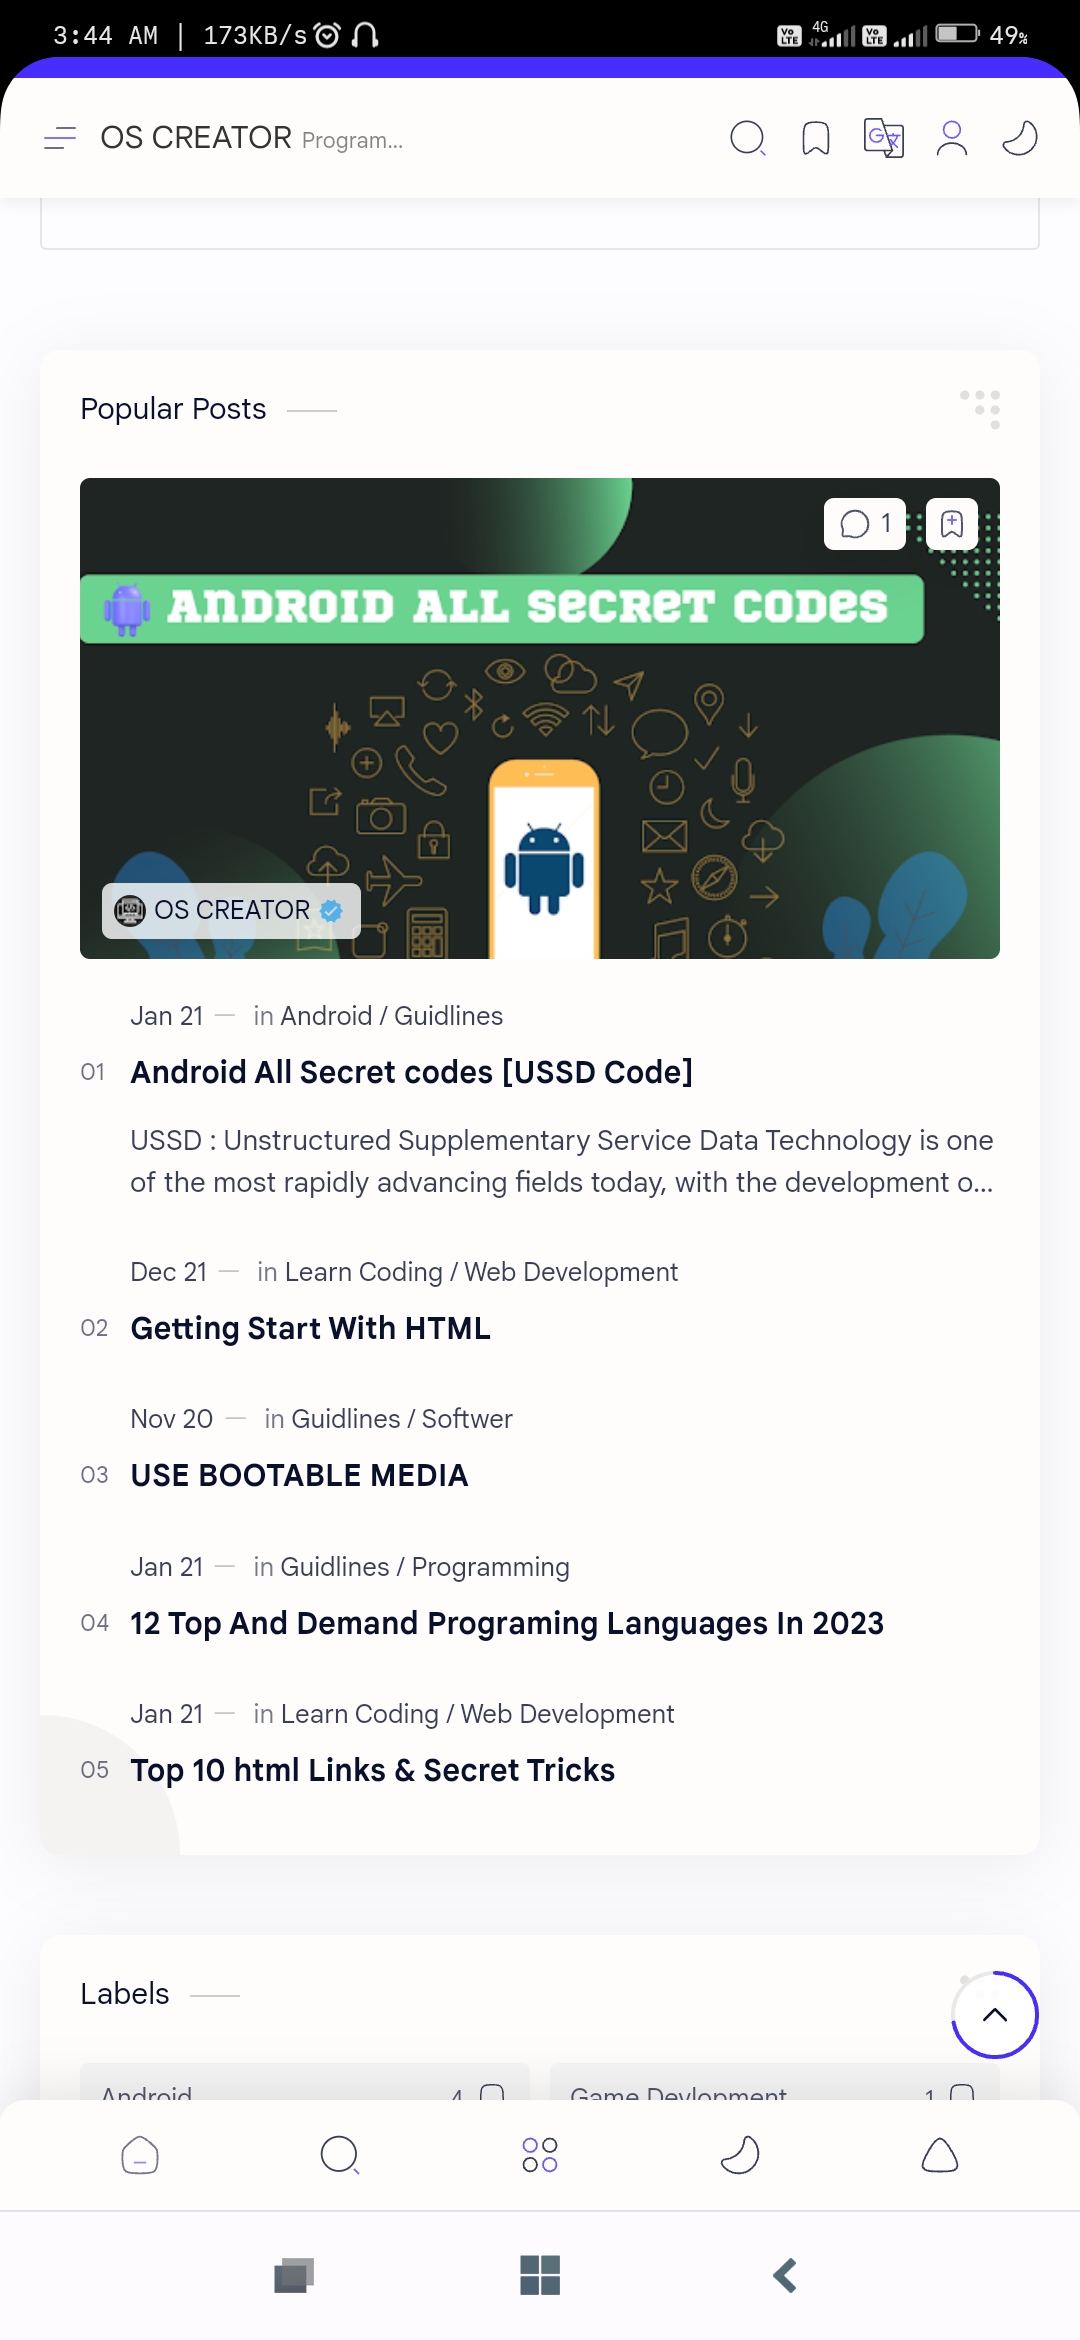 3:44 AM | 173KB/s Vo LTE 4G Vo LTE 49%
OS CREATOR Program...
Popular Posts
1
ANDROID ALL SECRET CODES
OS CREATOR
Jan 21 — in Android / Guidlines
01 Android All Secret codes [USSD Code]
USSD : Unstructured Supplementary Service Data Technology is one
of the most rapidly advancing fields today, with the development o...
Dec 21 — in Learn Coding / Web Development
02 Getting Start With HTML
Nov 20 — in Guidlines / Softwer
03 USE BOOTABLE MEDIA
Jan 21 — in Guidlines / Programming
04 12 Top And Demand Programing Languages In 2023
Jan 21 — in Learn Coding / Web Development
05 Top 10 html Links & Secret Tricks
Labels
Android 4 Game Devlopment 1